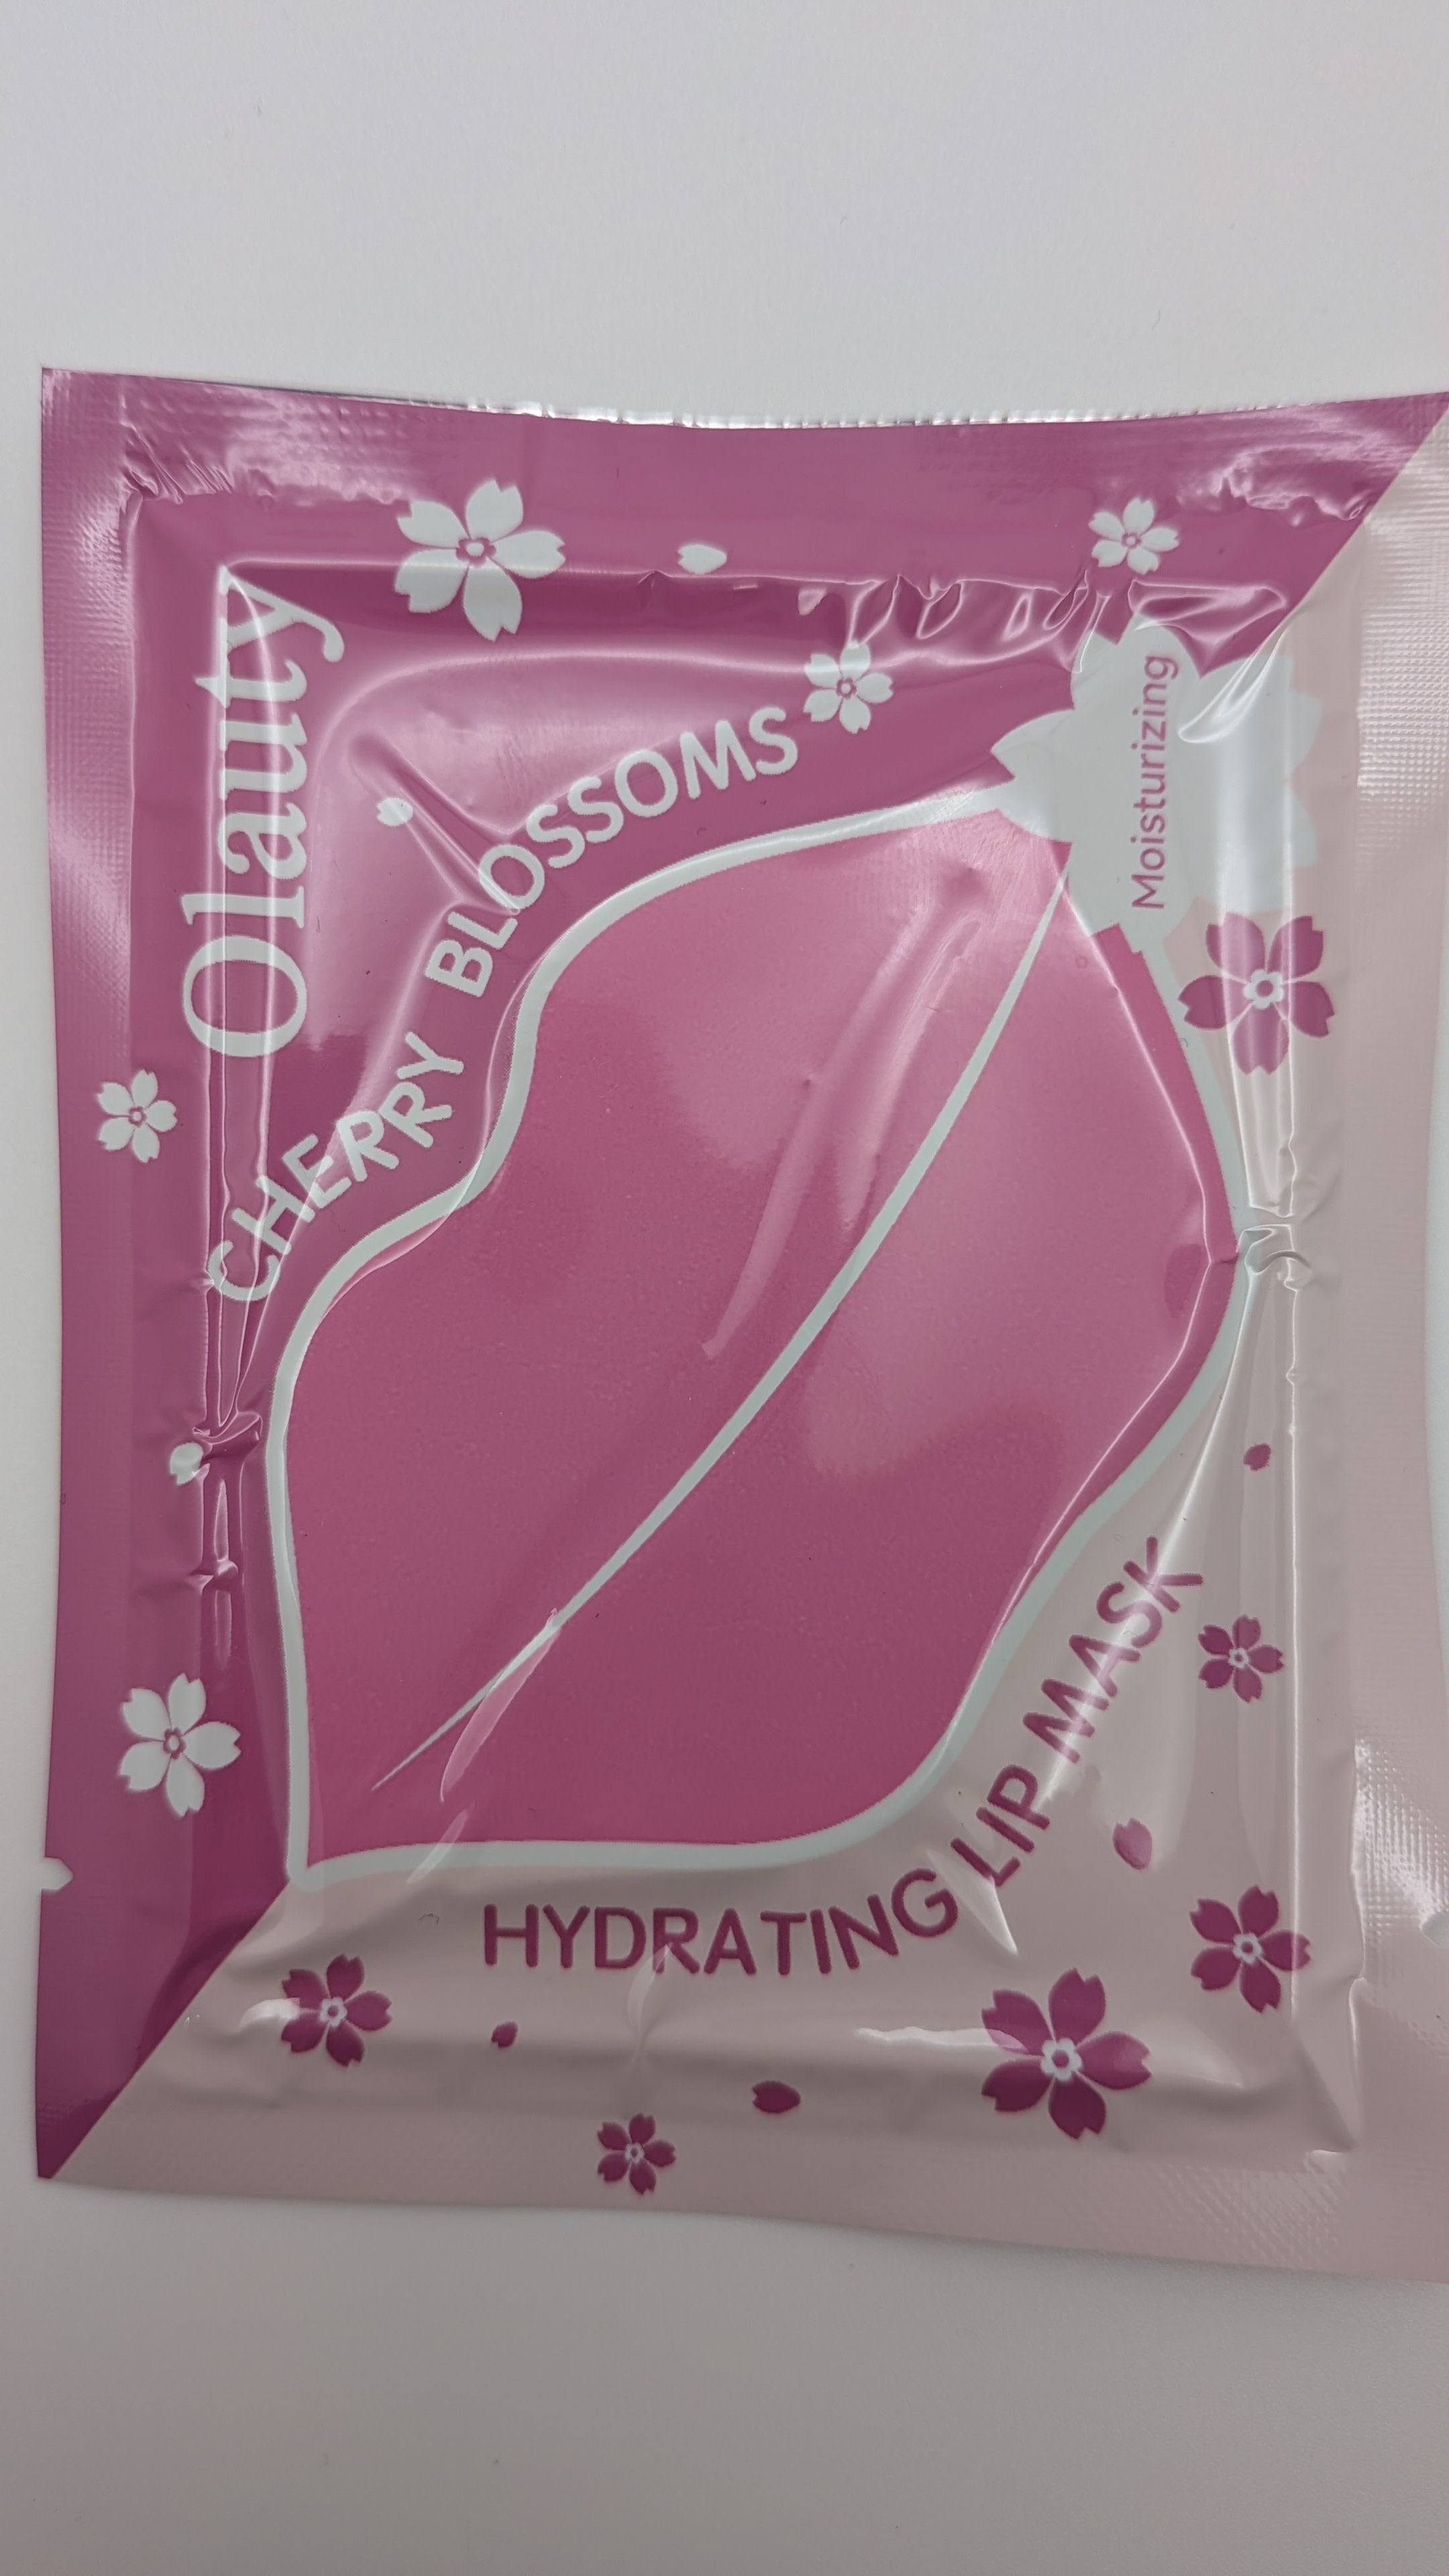 Olauty
CHERRY BLOSSOMS
Moisturizing
HYDRATING LIP MASK